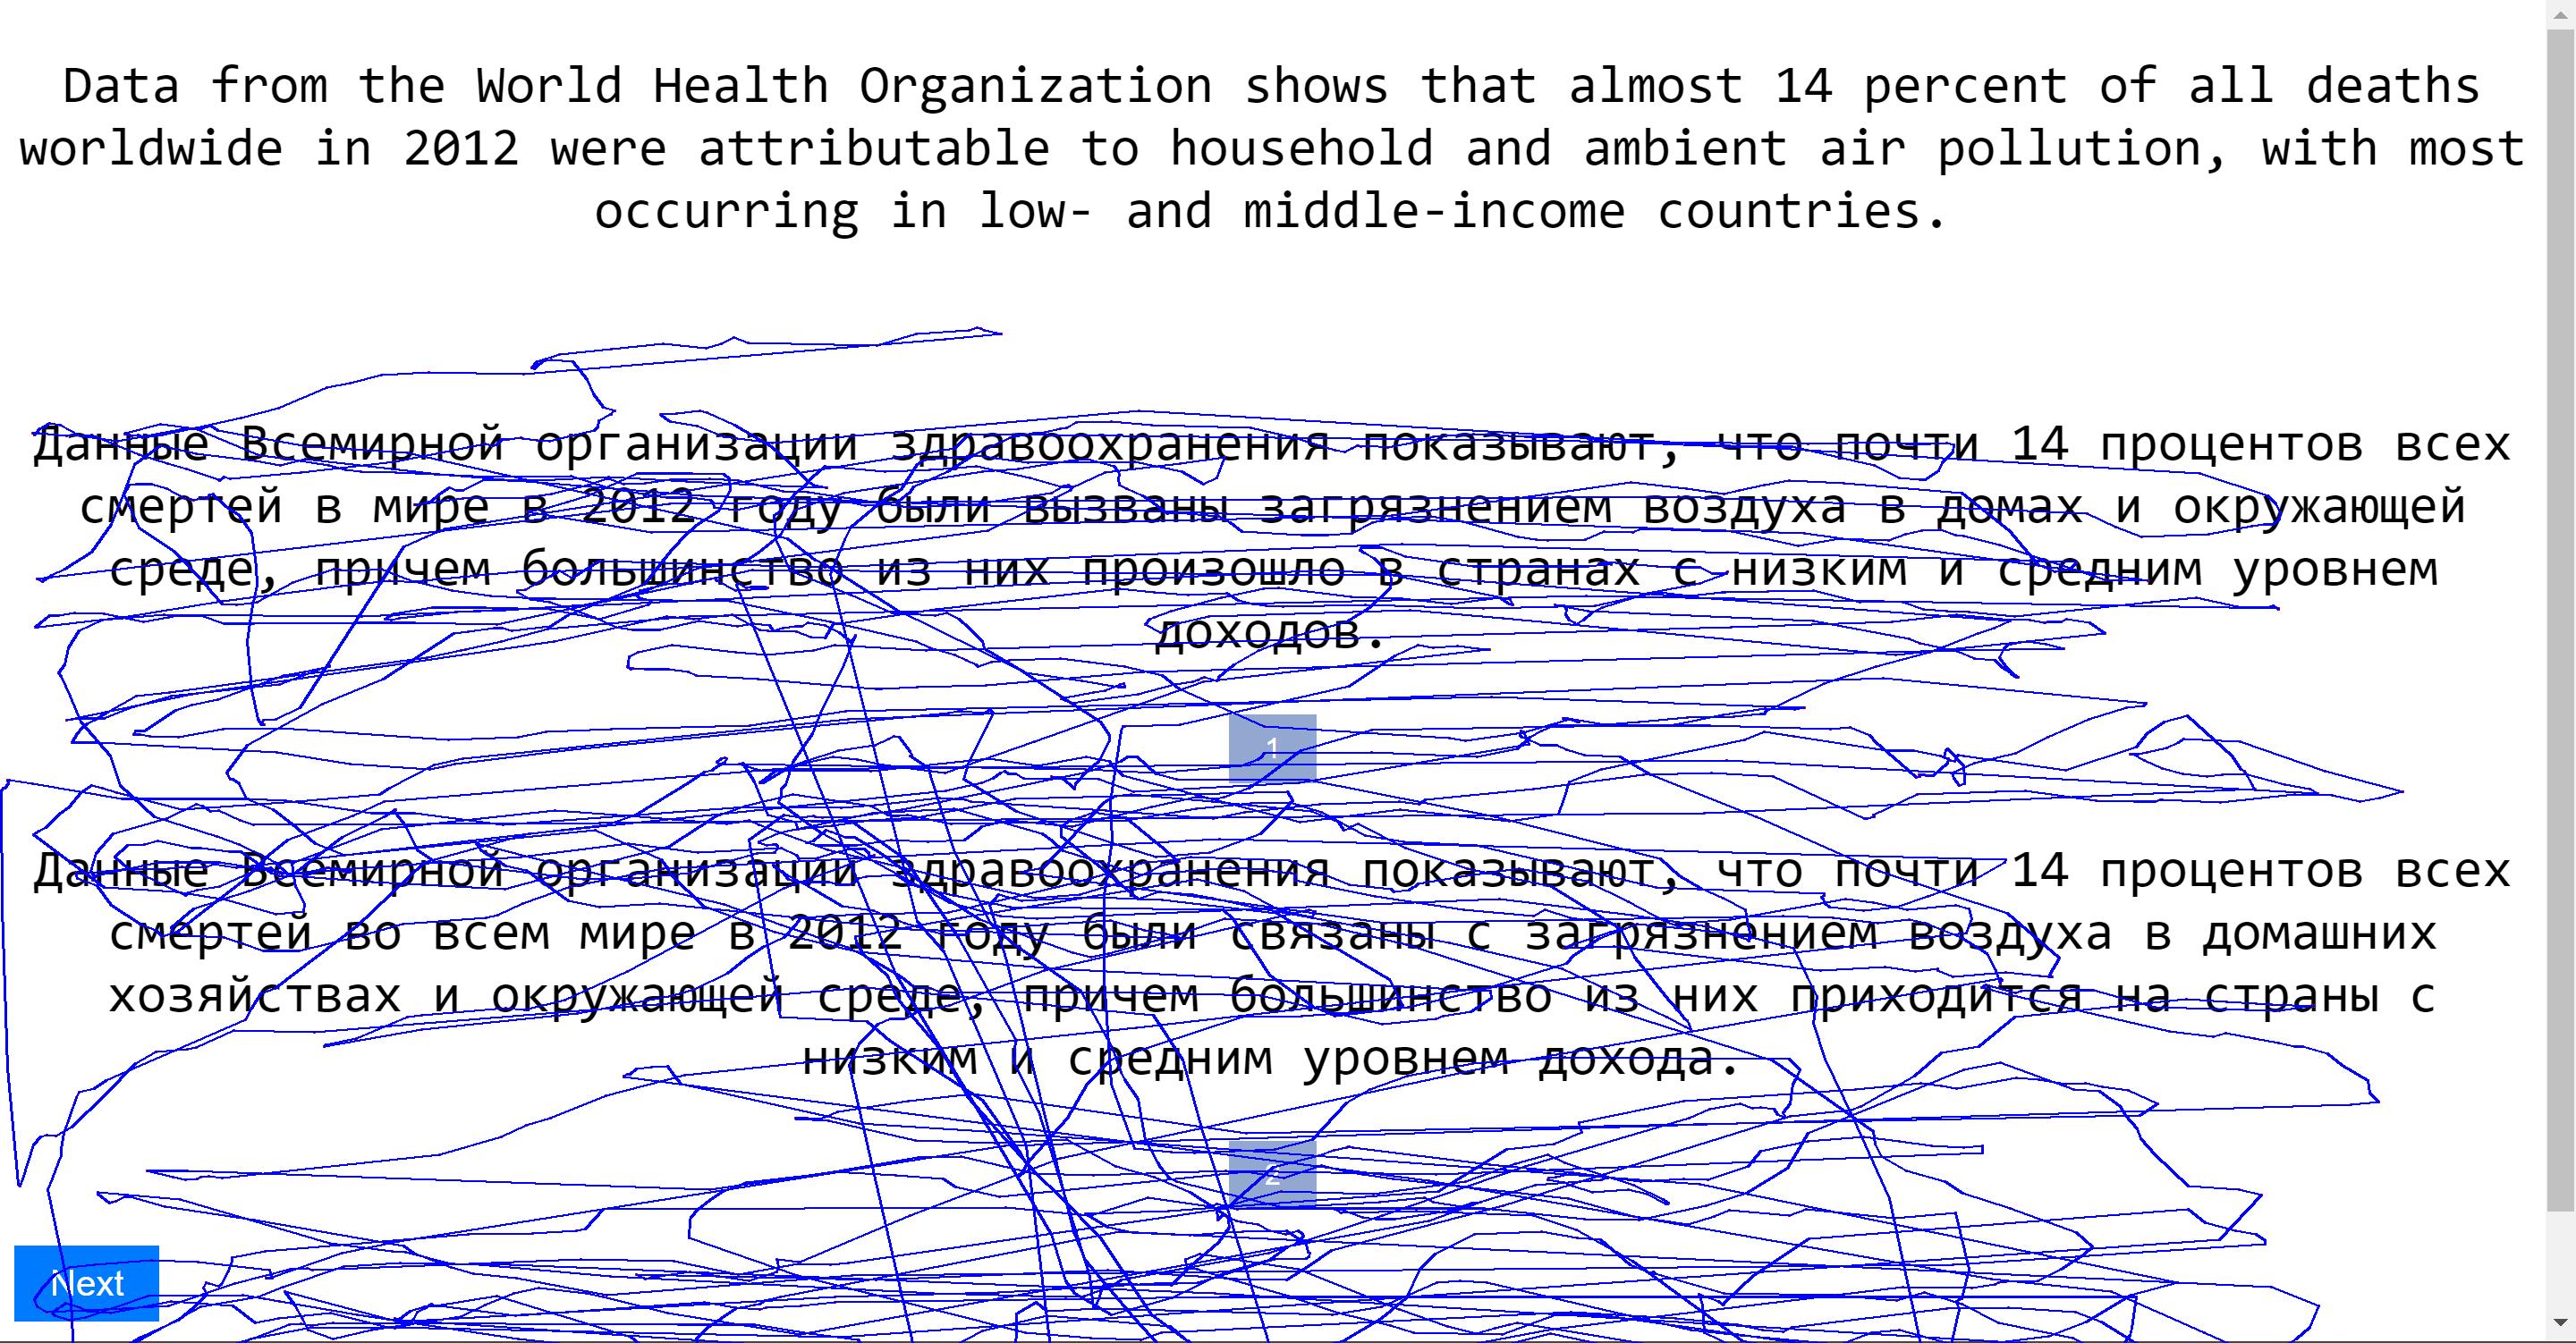 Data from the World Health Organization shows that almost 14 percent of all deaths
worldwide in 2012 were attributable to household and ambient air pollution, with most
occurring in low- and middle-income countries.
Данные Всемирной организации здравоохранения показывают, что почти 14 процентов всех
смертей в мире в 2012 году были вызваны загрязнением воздуха в домах и окружающей
среде, причем большинство из них произошло в странах с низким и средним уровнем
доходов.
1
Данные Всемирной организации здравоохранения показывают, что почти 14 процентов всех
смертей во всем мире в 2012 году были связаны с загрязнением воздуха в домашних
хозяйствах и окружающей среде, причем большинство из них приходится на страны с
низким и средним уровнем дохода.
2
Next